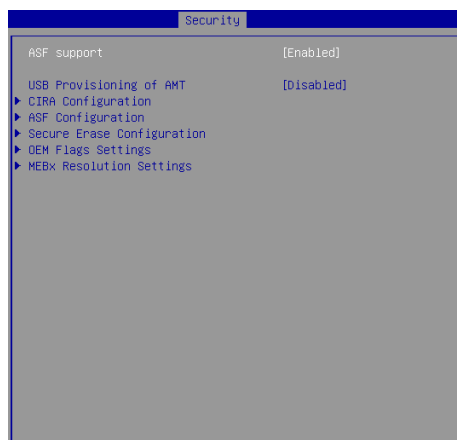 Security
ASF support [Enabled]
USB Provisioning of AMT [Disabled]
CIRA Configuration
ASF Configuration
Secure Erase Configuration
OEM Flags Settings
MEBx Resolution Settings